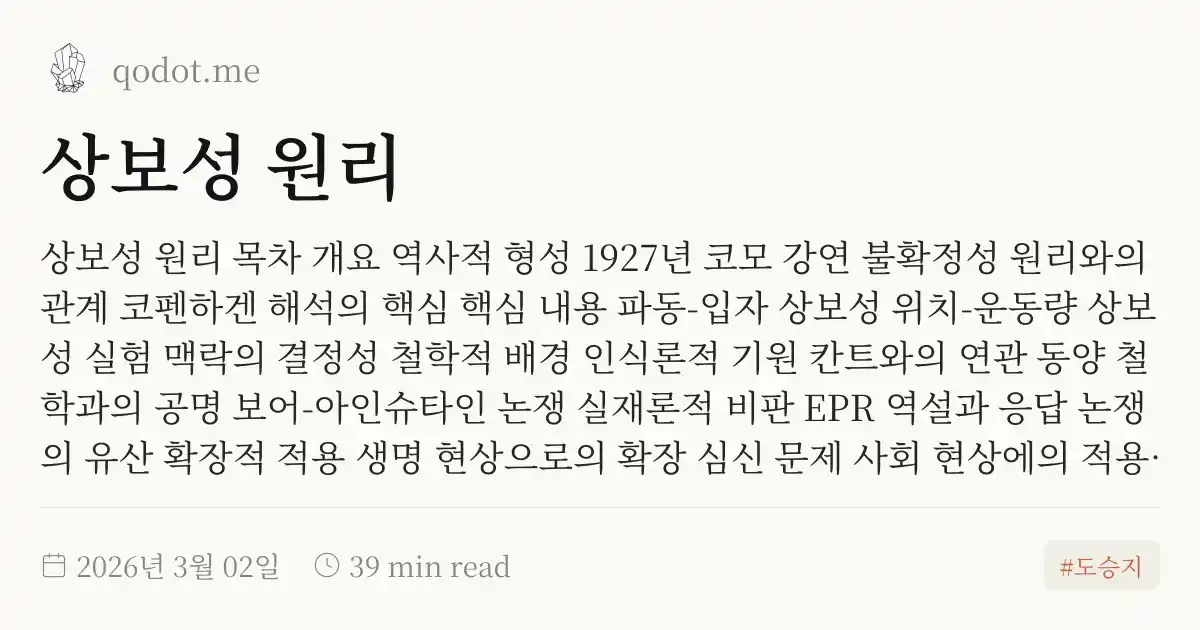 qodot.me
상보성 원리
상보성 원리 목차 개요 역사적 형성 1927년 코모 강연 불확정성 원리와의
관계 코펜하겐 해석의 핵심 핵심 내용 파동-입자 상보성 위치-운동량 상보
성 실험 맥락의 결정성 철학적 배경 인식론적 기원 칸트와의 연관 동양 철
학과의 공명 보어-아인슈타인 논쟁 실재론적 비판 EPR 역설과 응답 논쟁
의 유산 확장적 적용 생명 현상으로의 확장 심신 문제 사회 현상에의 적용·
2026년 3월 02일 39 min read #도승지